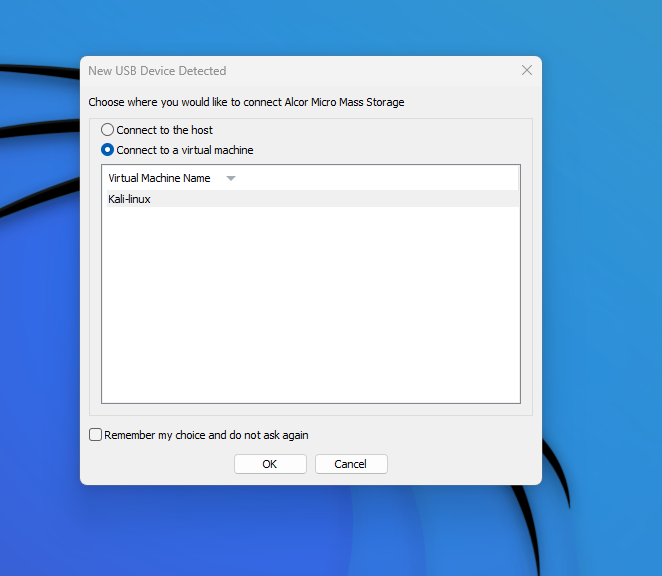 New USB Device Detected
Choose where you would like to connect Alcor Micro Mass Storage
Connect to the host
Connect to a virtual machine
Virtual Machine Name
Kali-linux
Remember my choice and do not ask again
OK Cancel